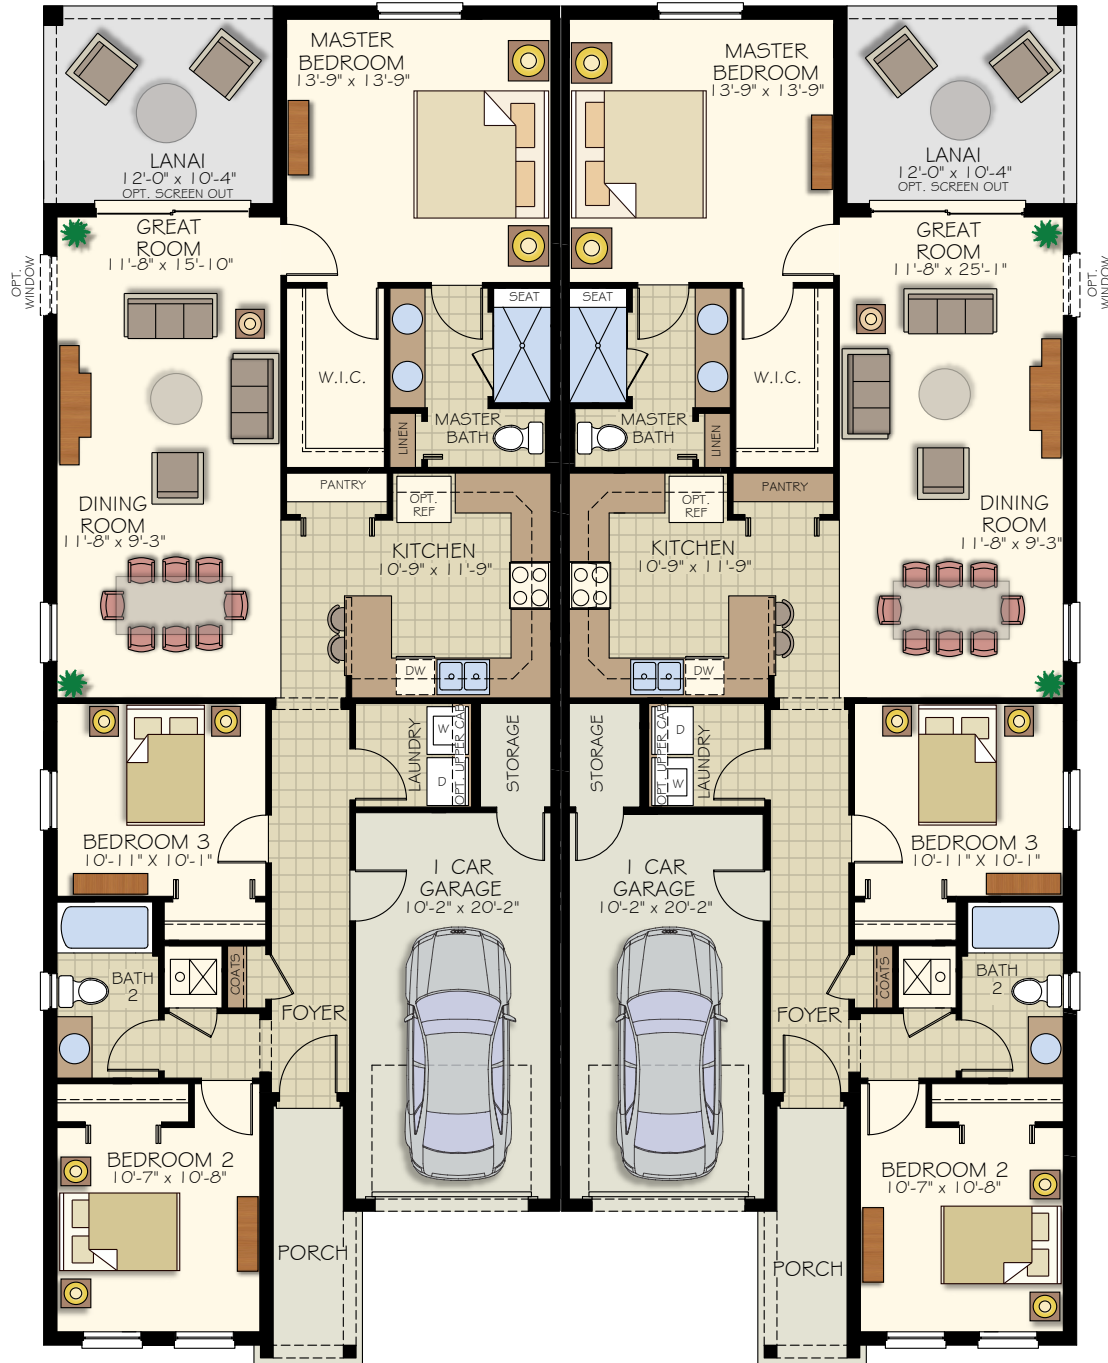 MASTER
BEDROOM
13'-9" x 13'-9"
LANAI
12'-0" x 10'-4"
OPT. SCREEN OUT
GREAT
ROOM
11'-8" x 15'-10"
OPT.
WINDOW
W.I.C.
SEAT
LINEN
MASTER
BATH
PANTRY
OPT.
REF
KITCHEN
10'-9" x 11'-9"
DINING
ROOM
11'-8" x 9'-3"
DW
LAUNDRY
W
D
OPT. UPPER CAB
STORAGE
BEDROOM 3
10'-11" X 10'-1"
1 CAR
GARAGE
10'-2" x 20'-2"
BATH
2
COATS
FOYER
BEDROOM 2
10'-7" x 10'-8"
PORCH
MASTER
BEDROOM
13'-9" x 13'-9"
LANAI
12'-0" x 10'-4"
OPT. SCREEN OUT
GREAT
ROOM
11'-8" x 25'-1"
OPT.
WINDOW
SEAT
W.I.C.
MASTER
BATH
LINEN
OPT.
REF
PANTRY
KITCHEN
10'-9" x 11'-9"
DINING
ROOM
11'-8" x 9'-3"
DW
STORAGE
OPT. UPPER CAB
D
W
LAUNDRY
BEDROOM 3
10'-11" X 10'-1"
1 CAR
GARAGE
10'-2" x 20'-2"
COATS
BATH
2
FOYER
BEDROOM 2
10'-7" x 10'-8"
PORCH